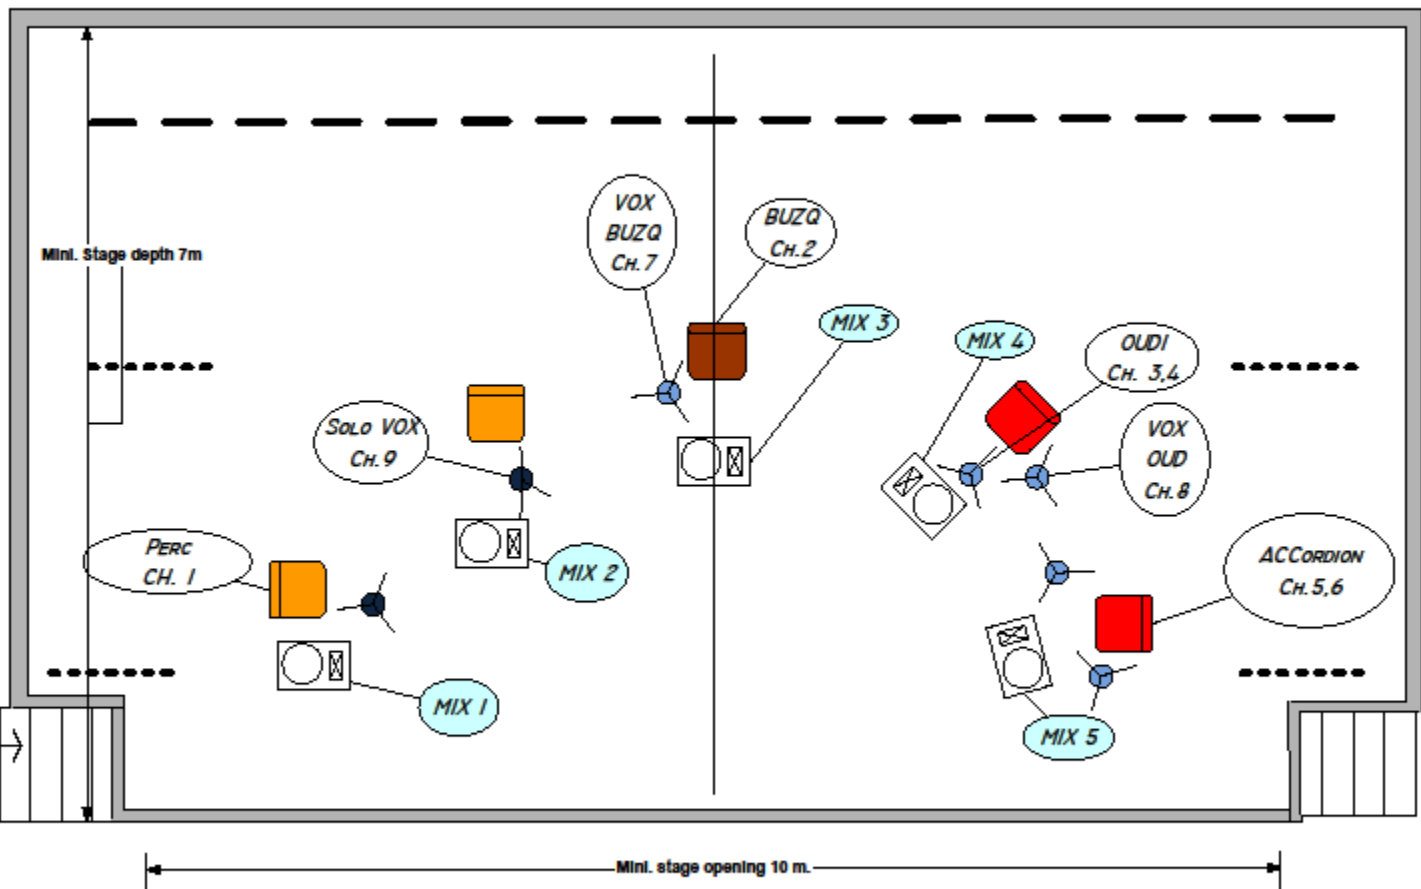 VOX
BUZQ
CH.7
BUZQ
CH.2
Mini. Stage depth 7m
MIX 3
MIX 4
OUD1
CH. 3,4
SOLO VOX
CH.9
VOX
OUD
CH.8
PERC
CH. 1
MIX 2
ACCORDION
CH.5,6
MIX 1
MIX 5
Mini. stage opening 10 m.